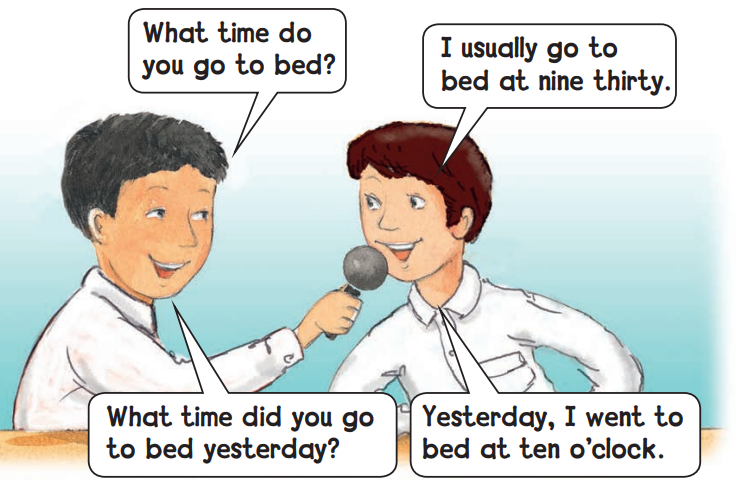 What time do
you go to bed?
I usually go to
bed at nine thirty.
What time did you go
to bed yesterday?
Yesterday, I went to
bed at ten o'clock.